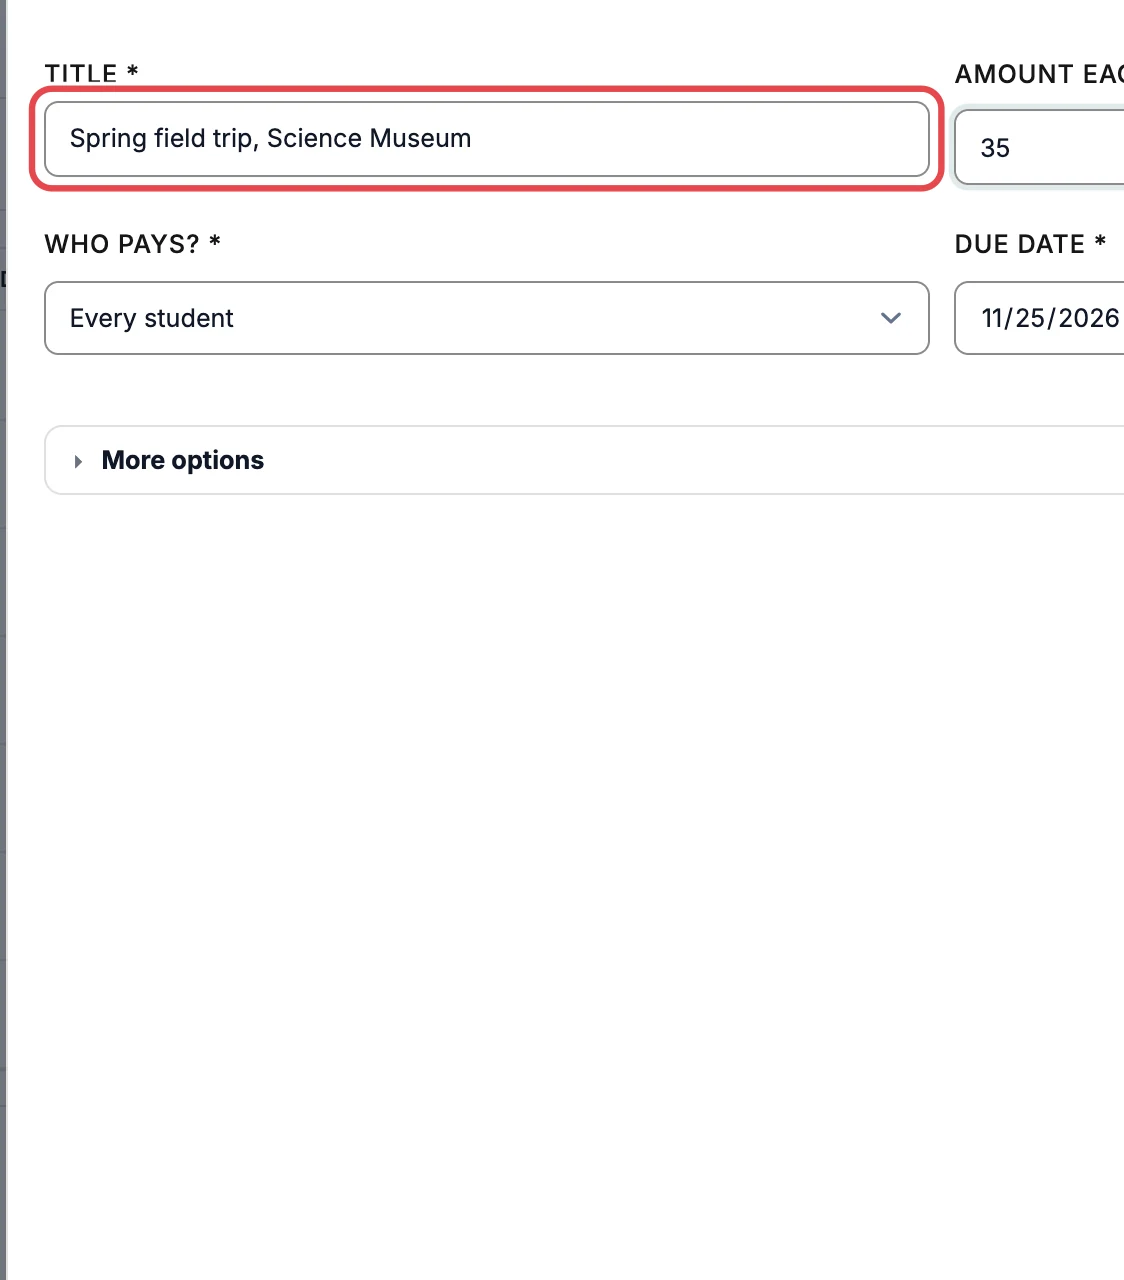 TITLE *
AMOUNT
Spring field trip, Science Museum
35
WHO PAYS? *
DUE DATE *
Every student
11/25/2026
More options